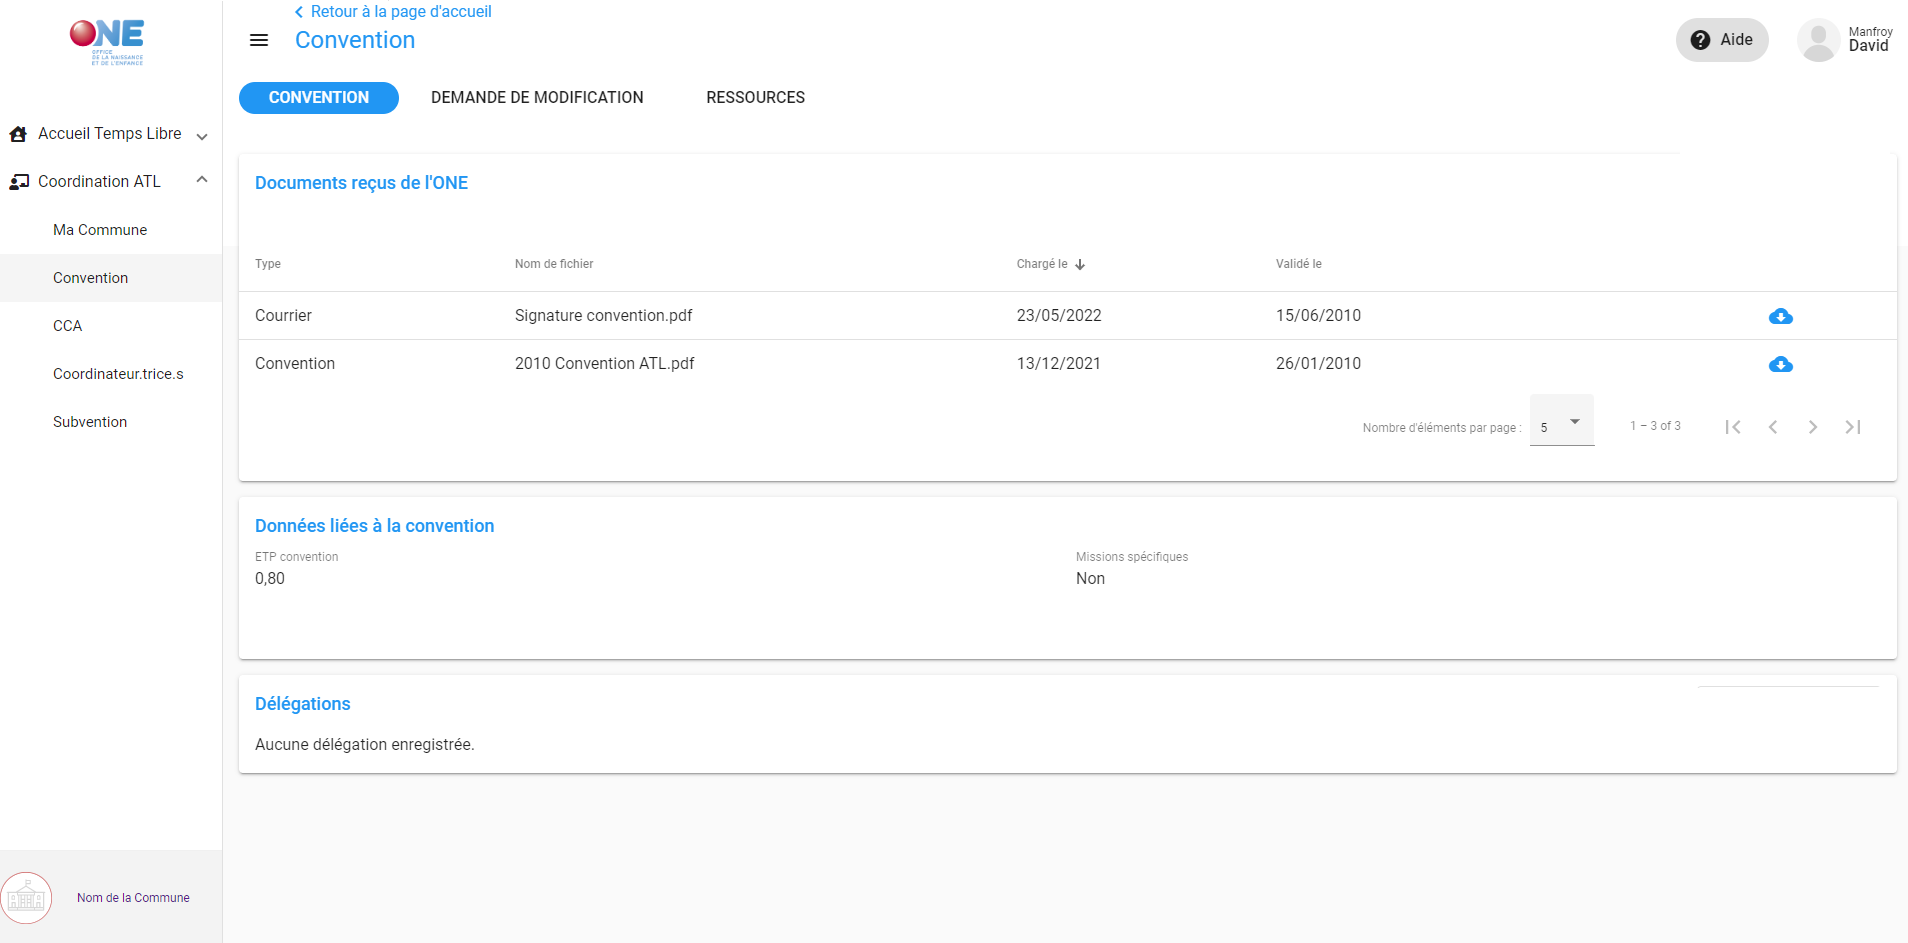 ONE
OFFICE
DE LA NAISSANCE
ET DE L'ENFANCE
Retour à la page d'accueil
Convention
Aide
Manfroy
David
CONVENTION
DEMANDE DE MODIFICATION
RESSOURCES
Accueil Temps Libre
Coordination ATL
Ma Commune
Convention
CCA
Coordinateur.trice.s
Subvention
Nom de la Commune
Documents reçus de l'ONE
Type Nom de fichier Chargé le Validé le
Courrier Signature convention.pdf 23/05/2022 15/06/2010
Convention 2010 Convention ATL.pdf 13/12/2021 26/01/2010
Nombre d'éléments par page : 5 1 – 3 of 3
Données liées à la convention
ETP convention Missions spécifiques
0,80 Non
Délégations
Aucune délégation enregistrée.